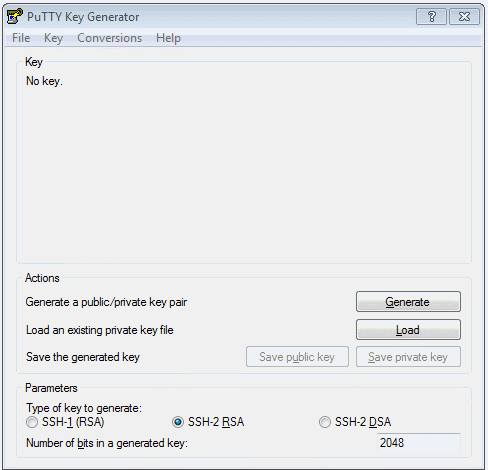 PuTTY Key Generator
File Key Conversions Help
Key
No key.
Actions
Generate a public/private key pair Generate
Load an existing private key file Load
Save the generated key Save public key Save private key
Parameters
Type of key to generate:
SSH-1 (RSA) SSH-2 RSA SSH-2 DSA
Number of bits in a generated key: 2048